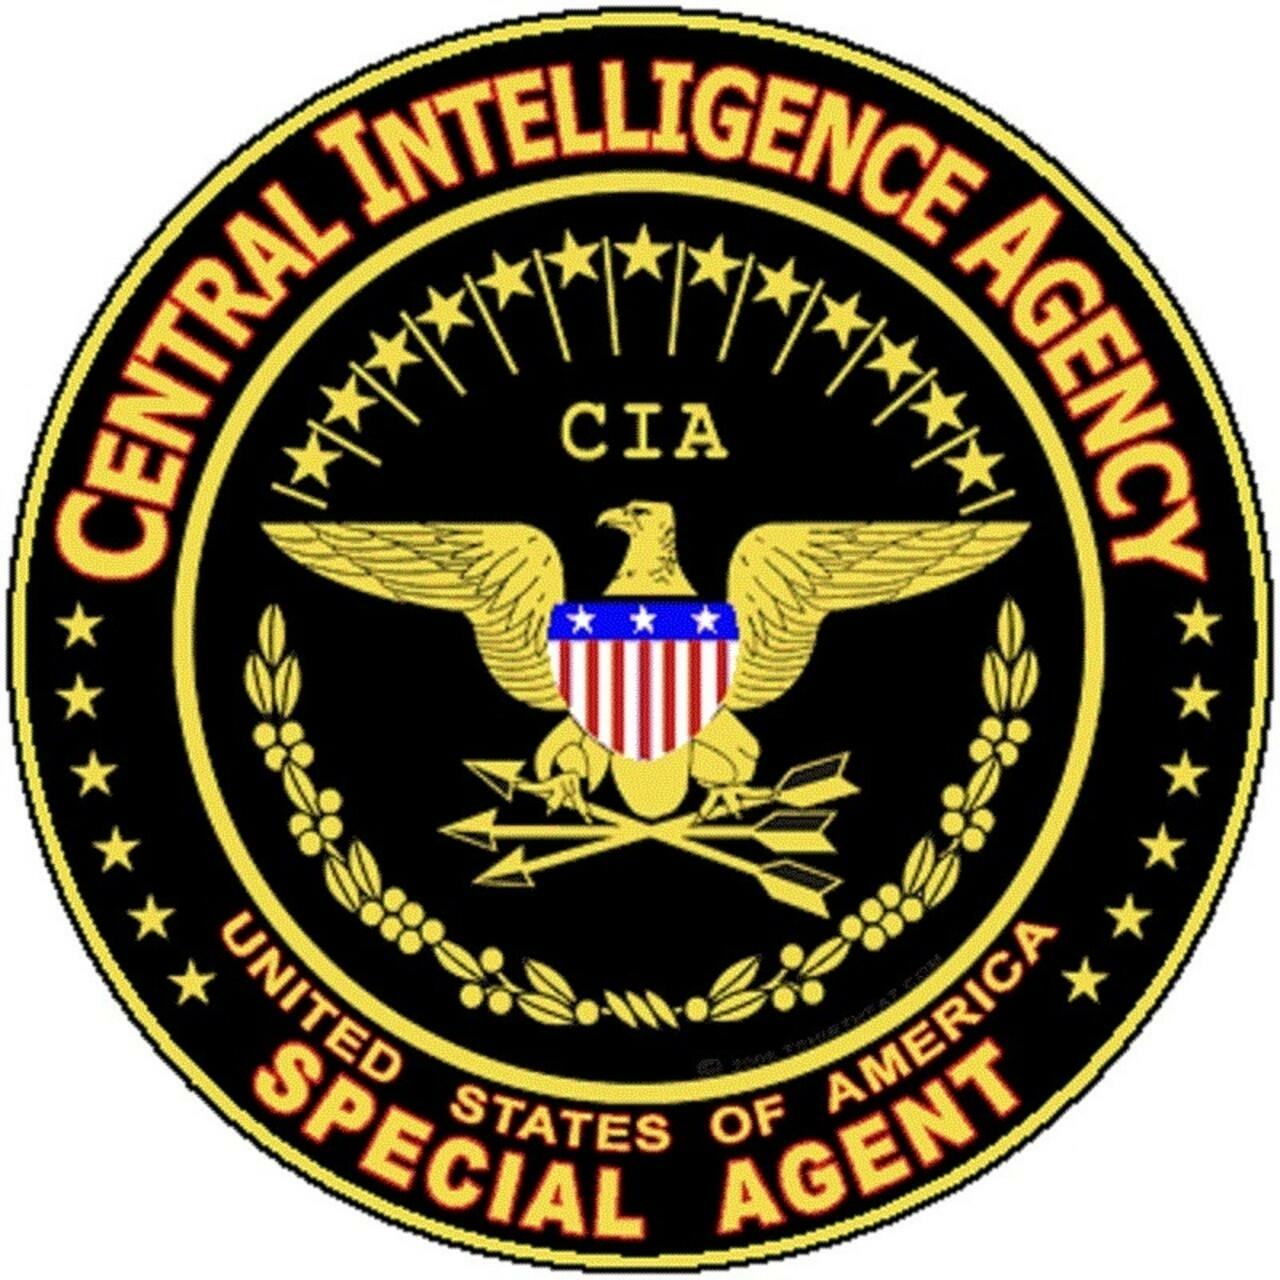 CENTRAL INTELLIGENCE AGENCY
CIA
UNITED STATES OF AMERICA
SPECIAL AGENT